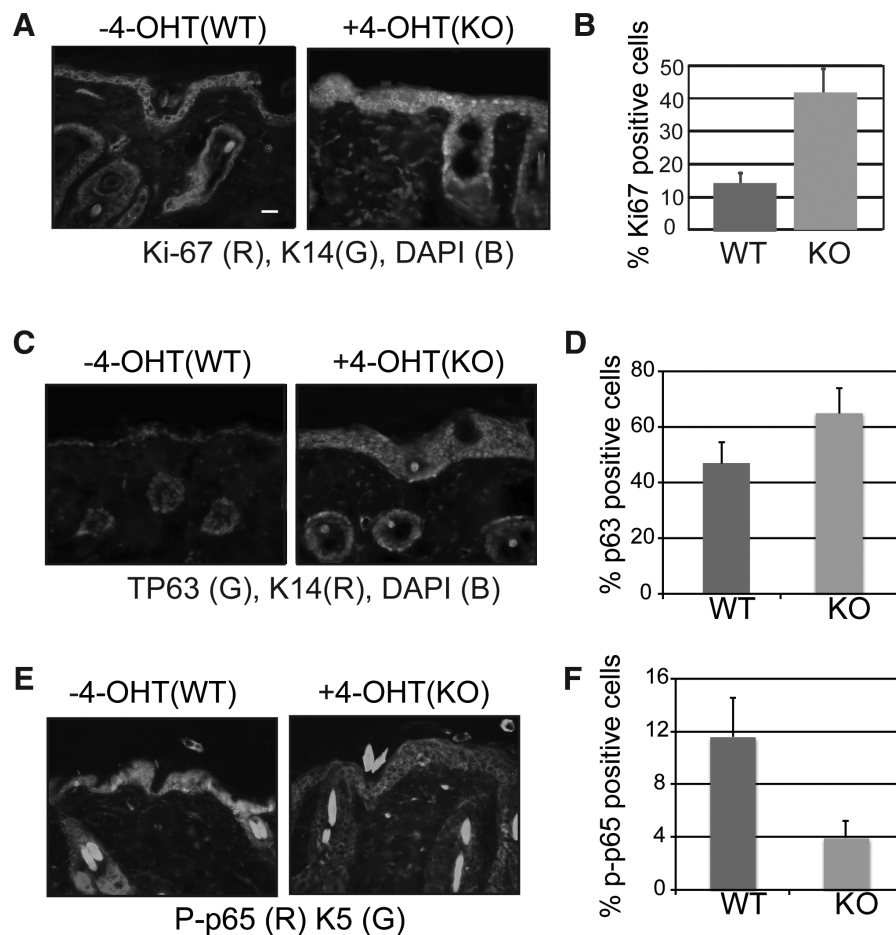 A
-4-OHT(WT)
+4-OHT(KO)
Ki-67 (R), K14(G), DAPI (B)
B
% Ki67 positive cells
50
40
30
20
10
0
WT
KO
C
-4-OHT(WT)
+4-OHT(KO)
TP63 (G), K14(R), DAPI (B)
D
% p63 positive cells
80
60
40
20
0
WT
KO
E
-4-OHT(WT)
+4-OHT(KO)
P-p65 (R) K5 (G)
F
% p-p65 positive cells
16
12
8
4
0
WT
KO